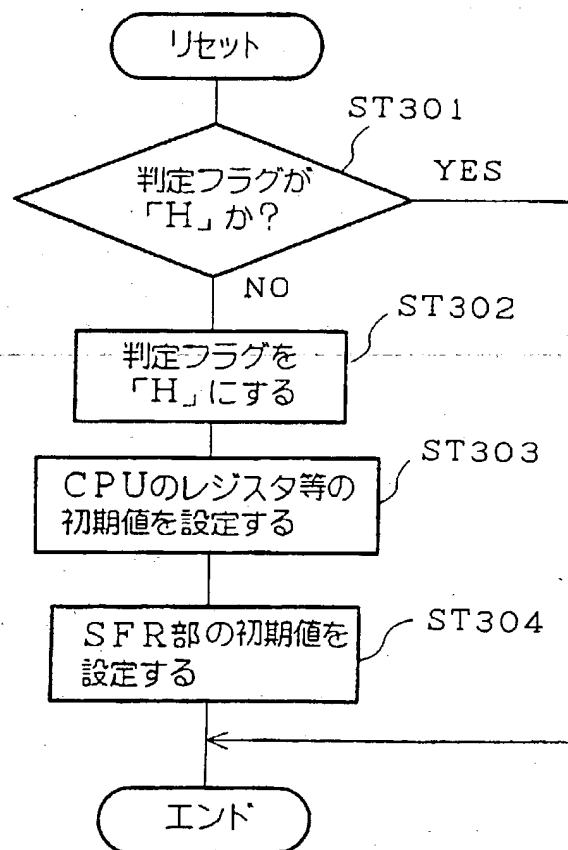 リセット
ST301
判定フラグが
「H」か?
YES
NO
ST302
判定フラグを
「H」にする
ST303
CPUのレジスタ等の
初期値を設定する
ST304
SFR部の初期値を
設定する
エンド